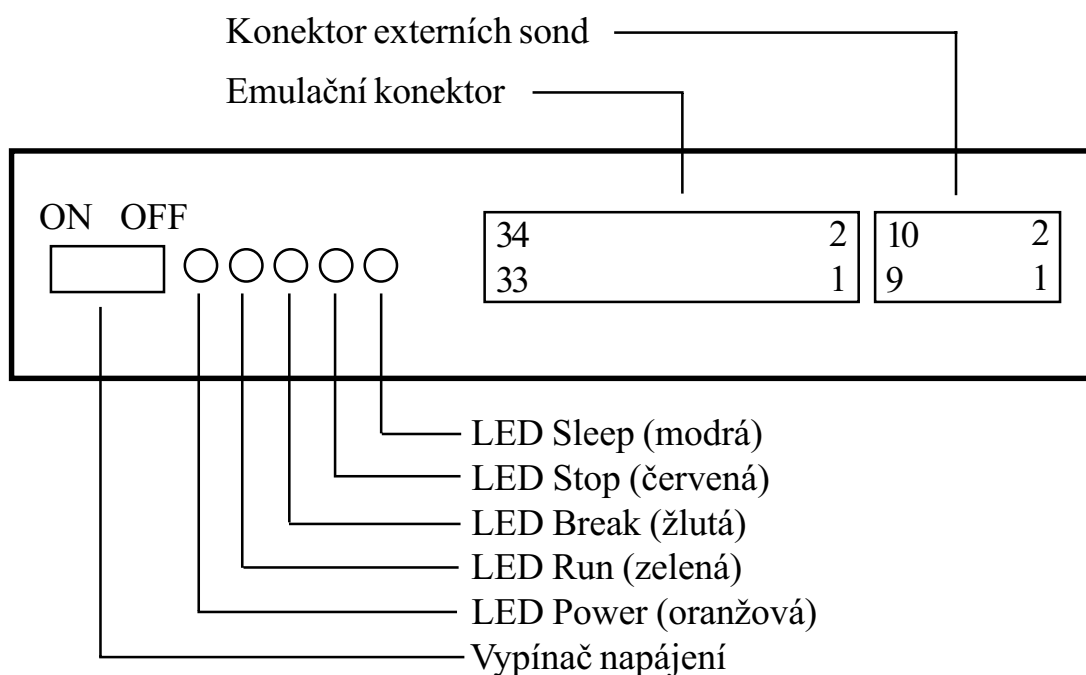 Konektor externích sond
Emulační konektor
ON OFF
34 2 10 2
33 1 9 1
LED Sleep (modrá)
LED Stop (červená)
LED Break (žlutá)
LED Run (zelená)
LED Power (oranžová)
Vypínač napájení